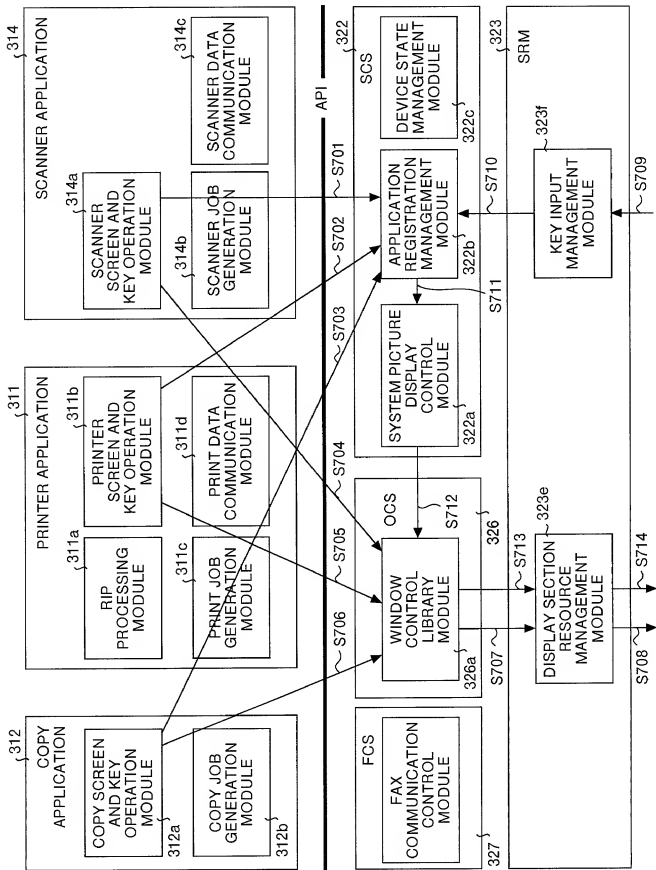 312
COPY
APPLICATION
COPY SCREEN
AND KEY
OPERATION
MODULE
312a
COPY JOB
GENERATION
MODULE
312b
311
PRINTER APPLICATION
311a
RIP
PROCESSING
MODULE
311b
PRINTER
SCREEN AND
KEY OPERATION
MODULE
311c
PRINT JOB
GENERATION
MODULE
311d
PRINT DATA
COMMUNICATION
MODULE
314
SCANNER APPLICATION
314a
SCANNER
SCREEN AND
KEY OPERATION
MODULE
314b
SCANNER JOB
GENERATION
MODULE
314c
SCANNER DATA
COMMUNICATION
MODULE
API
S706
S705
S704
S703
S702
S701
FCS
FAX
COMMUNICATION
CONTROL
MODULE
327
OCS
WINDOW
CONTROL
LIBRARY
MODULE
326a
326
S712
322
SCS
SYSTEM PICTURE
DISPLAY
CONTROL
MODULE
322a
S711
APPLICATION
REGISTRATION
MANAGEMENT
MODULE
322b
DEVICE STATE
MANAGEMENT
MODULE
322c
S707
S713
S710
323
SRM
323e
DISPLAY SECTION
RESOURCE
MANAGEMENT
MODULE
323f
KEY INPUT
MANAGEMENT
MODULE
S708
S714
S709